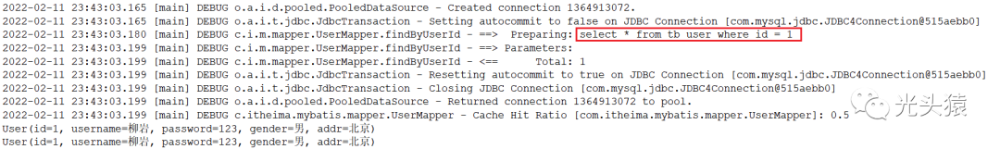 2022-02-11 23:43:03.165 [main] DEBUG o.a.i.d.pooled.PooledDataSource - Created connection 1364913072.
2022-02-11 23:43:03.165 [main] DEBUG o.a.i.t.jdbc.JdbcTransaction - Setting autocommit to false on JDBC Connection [com.mysql.jdbc.JDBC4Connection@515aebb0]
2022-02-11 23:43:03.180 [main] DEBUG c.i.m.mapper.UserMapper.findByUserId - ==>  Preparing: select * from tb_user where id = 1
2022-02-11 23:43:03.199 [main] DEBUG c.i.m.mapper.UserMapper.findByUserId - ==> Parameters:
2022-02-11 23:43:03.199 [main] DEBUG c.i.m.mapper.UserMapper.findByUserId - <==      Total: 1
2022-02-11 23:43:03.199 [main] DEBUG o.a.i.t.jdbc.JdbcTransaction - Resetting autocommit to true on JDBC Connection [com.mysql.jdbc.JDBC4Connection@515aebb0]
2022-02-11 23:43:03.199 [main] DEBUG o.a.i.t.jdbc.JdbcTransaction - Closing JDBC Connection [com.mysql.jdbc.JDBC4Connection@515aebb0]
2022-02-11 23:43:03.199 [main] DEBUG o.a.i.d.pooled.PooledDataSource - Returned connection 1364913072 to pool.
2022-02-11 23:43:03.199 [main] DEBUG c.itheima.mybatis.mapper.UserMapper - Cache Hit Ratio [com.itheima.mybatis.mapper.UserMapper]: 0.5
User(id=1, username=柳岩, password=123, gender=男, addr=北京)
User(id=1, username=柳岩, password=123, gender=男, addr=北京)
光头猿